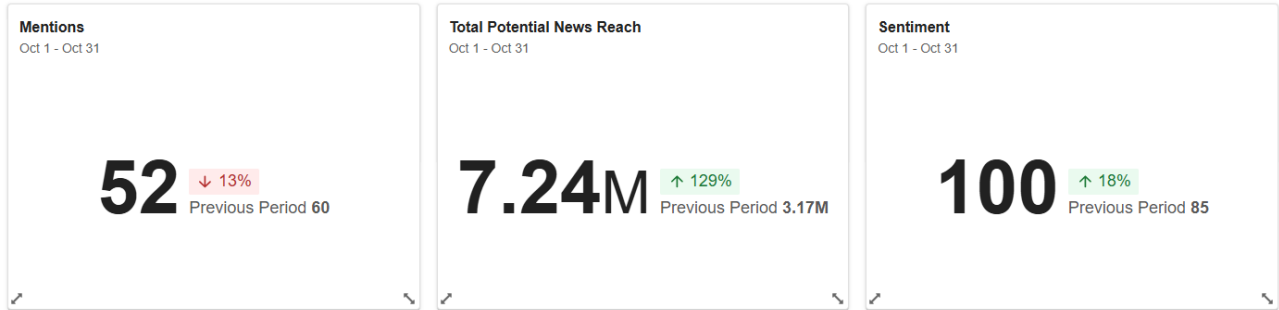 Mentions
Oct 1 - Oct 31
52 ↓ 13%
Previous Period 60
Total Potential News Reach
Oct 1 - Oct 31
7.24M ↑ 129%
Previous Period 3.17M
Sentiment
Oct 1 - Oct 31
100 ↑ 18%
Previous Period 85